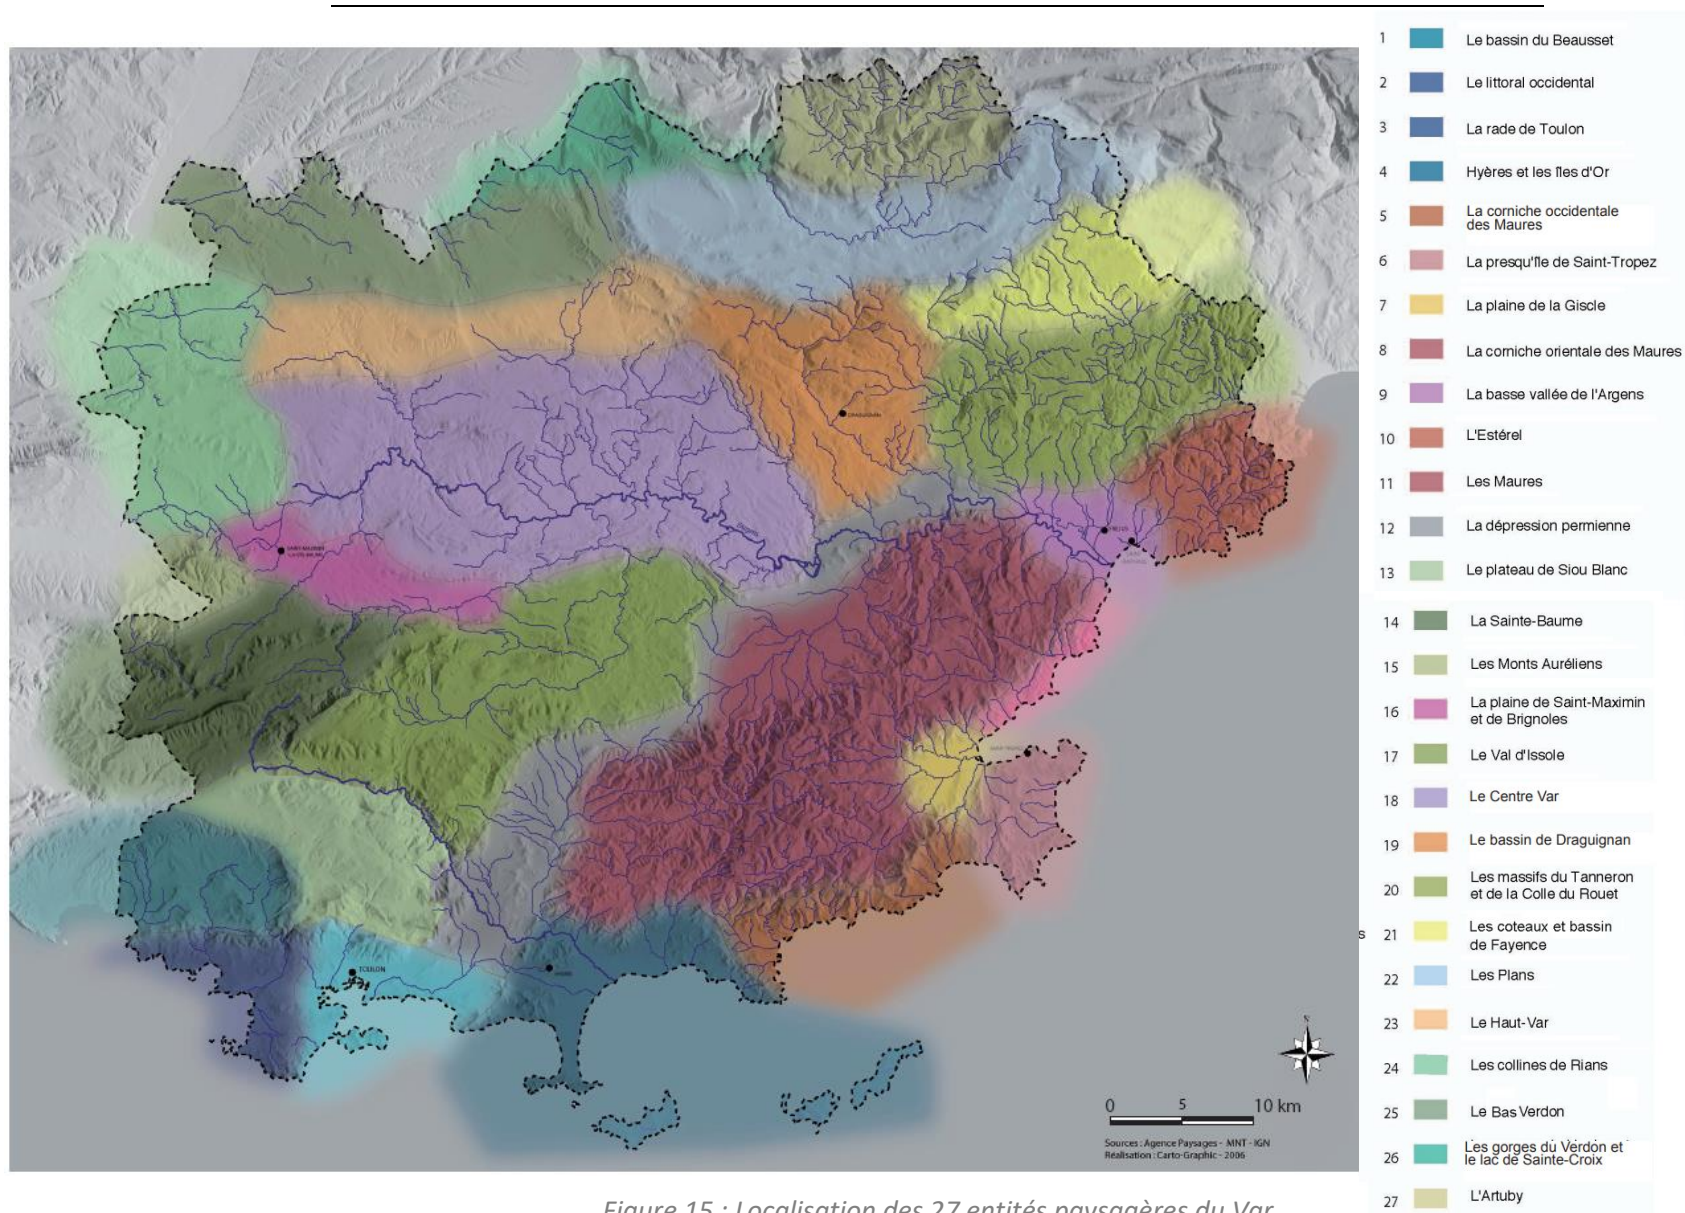 1 Le bassin du Beausset
2 Le littoral occidental
3 La rade de Toulon
4 Hyères et les îles d'Or
5 La corniche occidentale
des Maures
6 La presqu'île de Saint-Tropez
7 La plaine de la Giscle
8 La corniche orientale des Maures
9 La basse vallée de l'Argens
10 L'Estérel
11 Les Maures
12 La dépression permienne
13 Le plateau de Siou Blanc
14 La Sainte-Baume
15 Les Monts Auréliens
16 La plaine de Saint-Maximin
et de Brignoles
17 Le Val d'Issole
18 Le Centre Var
19 Le bassin de Draguignan
20 Les massifs du Tanneron
et de la Colle du Rouet
s 21 Les coteaux et bassin
de Fayence
22 Les Plans
23 Le Haut-Var
24 Les collines de Rians
25 Le Bas Verdon
26 Les gorges du Verdon et
le lac de Sainte-Croix
27 L'Artuby
DRAGUIGNAN
TOULON
N
0 5 10 km
Sources : Agence Paysages - MNT - IGN
Réalisation : Carto-Graphic - 2006
Figure 15 : Localisation des 27 entités paysagères du Var